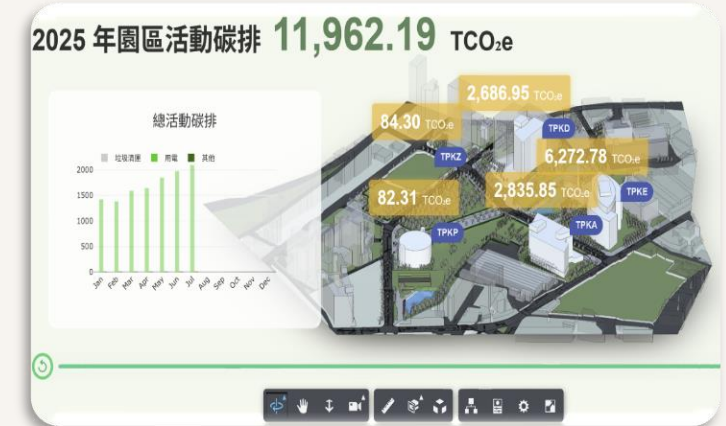 2025 年園區活動碳排 11,962.19 TCO₂e
總活動碳排
垃圾清運 用電 其他
2000
1500
1000
500
0
Jan Feb Mar Apr May Jun Jul Aug Sep Oct Nov Dec
2,686.95 TCO₂e
TPKD
84.30 TCO₂e
TPKZ
6,272.78 TCO₂e
TPKE
2,835.85 TCO₂e
TPKA
82.31 TCO₂e
TPKP